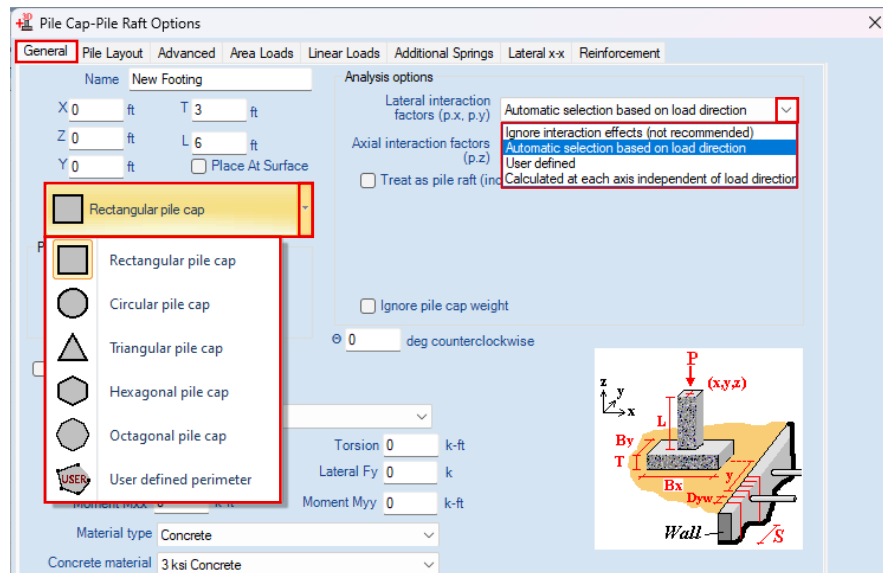 Pile Cap-Pile Raft Options
General Pile Layout Advanced Area Loads Linear Loads Additional Springs Lateral x-x Reinforcement
Name New Footing
Analysis options
X 0 ft T 3 ft
Lateral interaction factors (p.x, p.y) Automatic selection based on load direction
Z 0 ft L 6 ft
Ignore interaction effects (not recommended)
Automatic selection based on load direction
User defined
Calculated at each axis independent of load direction
Axial interaction factors (p.z)
Y 0 ft Place At Surface
Treat as pile raft (inc
Rectangular pile cap
Rectangular pile cap
Circular pile cap
Triangular pile cap
Hexagonal pile cap
Octagonal pile cap
USER User defined perimeter
P
Ignore pile cap weight
Θ 0 deg counterclockwise
Torsion 0 k-ft
Lateral Fy 0 k
Moment Myy 0 k-ft
Material type Concrete
Concrete material 3 ksi Concrete
P
(x,y,z)
z
y
x
L
By
T
Bx
y
Dyw
Wall
S